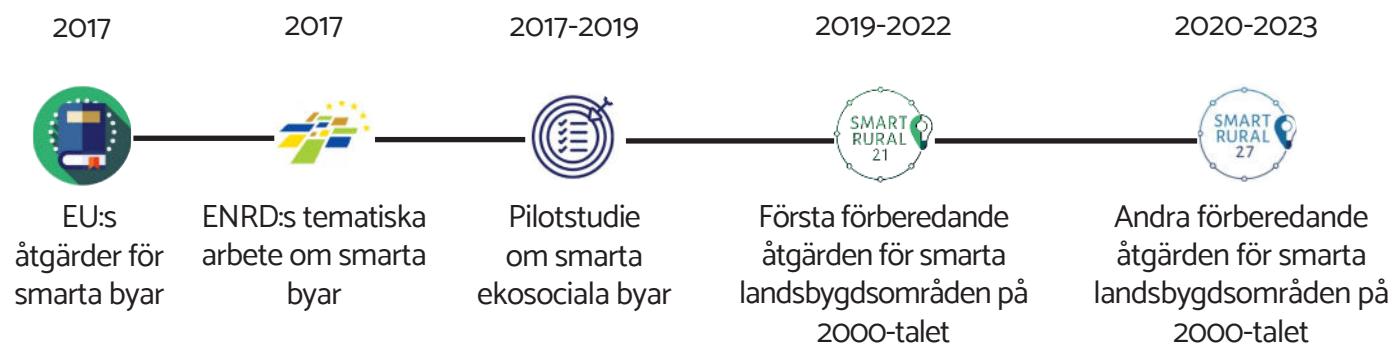 2017
2017
2017-2019
2019-2022
2020-2023
SMART
RURAL
21
SMART
RURAL
27
EU:s
åtgärder för
smarta byar
ENRD:s tematiska
arbete om smarta
byar
Pilotstudie
om smarta
ekosociala byar
Första förberedande
åtgärden för smarta
landsbygdsområden på
2000-talet
Andra förberedande
åtgärden för smarta
landsbygdsområden på
2000-talet